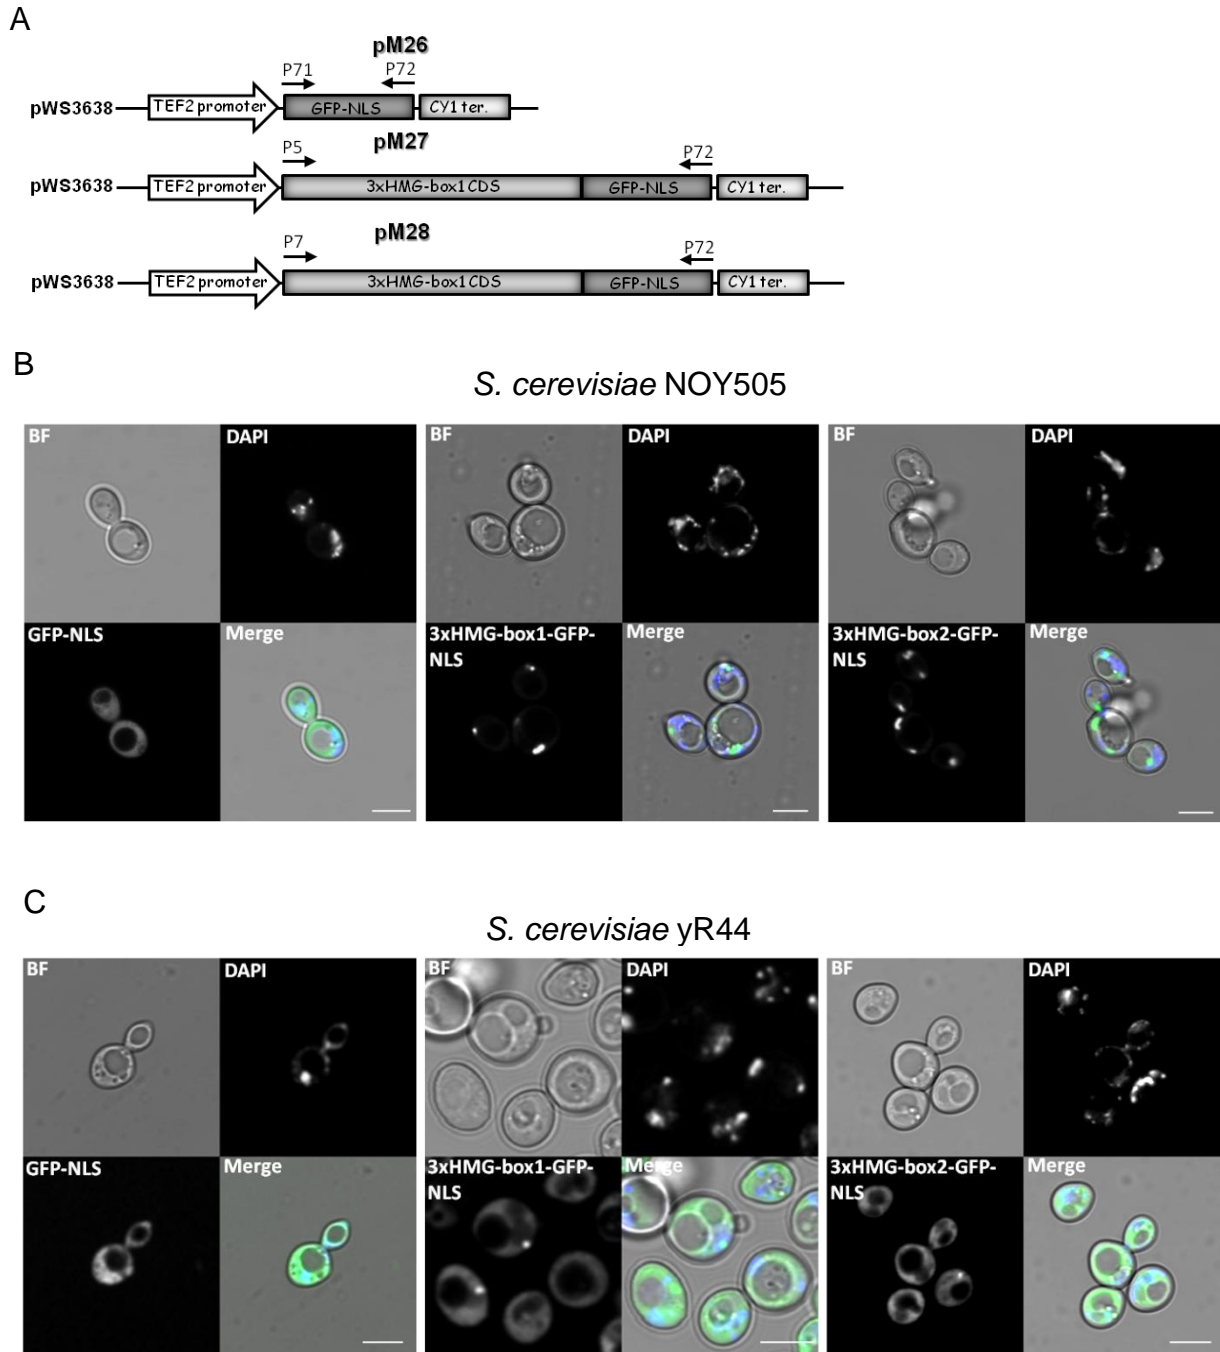 A
pM26
P71 P72
pWS3638 TEF2 promoter GFP-NLS CY1 ter.
pM27
P5 P72
pWS3638 TEF2 promoter 3xHMG-box1 CDS GFP-NLS CY1 ter.
pM28
P7 P72
pWS3638 TEF2 promoter 3xHMG-box1 CDS GFP-NLS CY1 ter.
B
S. cerevisiae NOY505
BF DAPI BF DAPI BF DAPI
GFP-NLS Merge 3xHMG-box1-GFP- Merge 3xHMG-box2-GFP- Merge
NLS NLS
C
S. cerevisiae yR44
BF DAPI BF DAPI BF DAPI
GFP-NLS Merge 3xHMG-box1-GFP- Merge 3xHMG-box2-GFP- Merge
NLS NLS